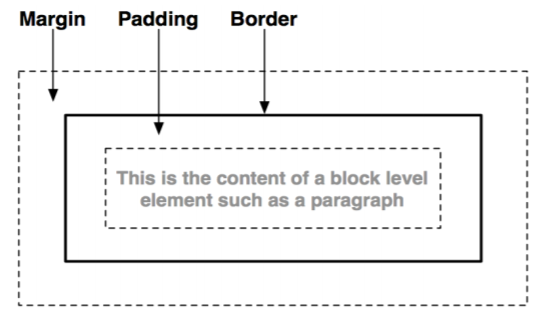 Margin Padding Border
This is the content of a block level
element such as a paragraph